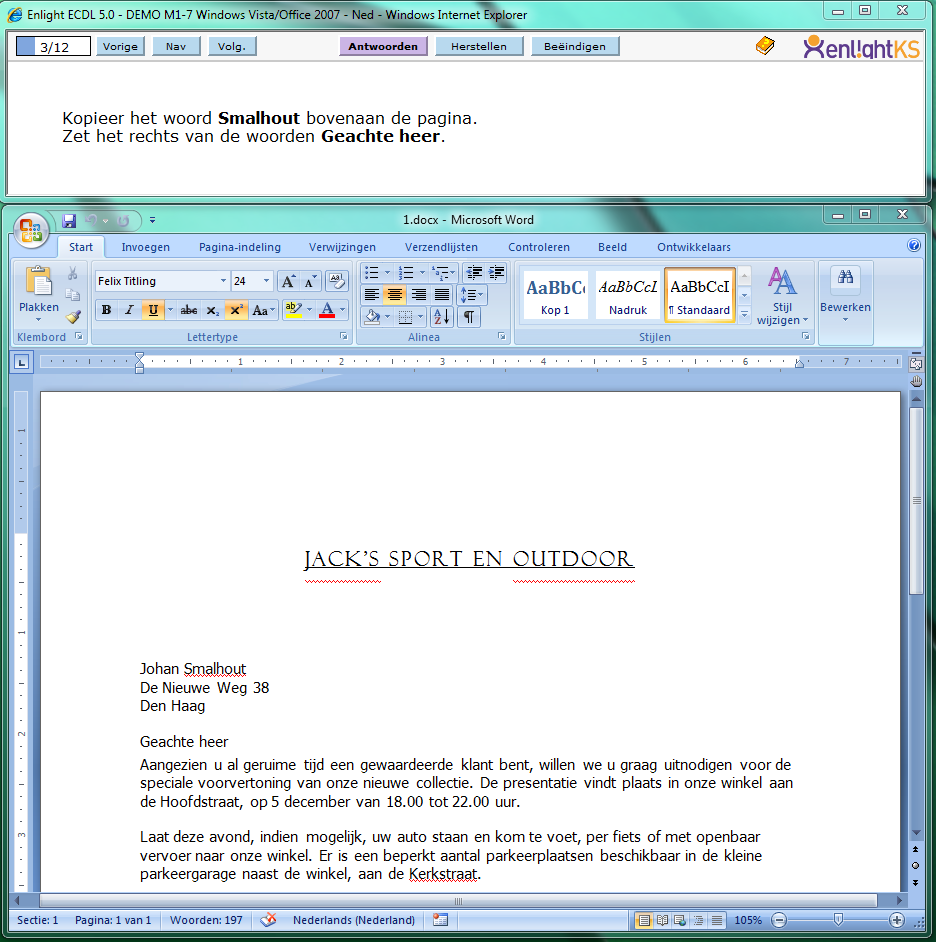 Enlight ECDL 5.0 - DEMO M1-7 Windows Vista/Office 2007 - Ned - Windows Internet Explorer
3/12 Vorige Nav Volg. Antwoorden Herstellen Beëindigen enlightKS
Kopieer het woord Smalhout bovenaan de pagina.
Zet het rechts van de woorden Geachte heer.
1.docx - Microsoft Word
Start Invoegen Pagina-indeling Verwijzingen Verzendlijsten Controleren Beeld Ontwikkelaars
Felix Titling 24
AaBbCc AaBbCcI AaBbCcI
Plakken Kop 1 Nadruk ¶ Standaard Stijl wijzigen Bewerken
Klembord Lettertype Alinea Stijlen
1 2 3 4 5 6 7
JACK'S SPORT EN OUTDOOR
Johan Smalhout
De Nieuwe Weg 38
Den Haag
Geachte heer
Aangezien u al geruime tijd een gewaardeerde klant bent, willen we u graag uitnodigen voor de
speciale voorvertoning van onze nieuwe collectie. De presentatie vindt plaats in onze winkel aan
de Hoofdstraat, op 5 december van 18.00 tot 22.00 uur.
Laat deze avond, indien mogelijk, uw auto staan en kom te voet, per fiets of met openbaar
vervoer naar onze winkel. Er is een beperkt aantal parkeerplaatsen beschikbaar in de kleine
parkeergarage naast de winkel, aan de Kerkstraat.
Sectie: 1 Pagina: 1 van 1 Woorden: 197 Nederlands (Nederland) 105%